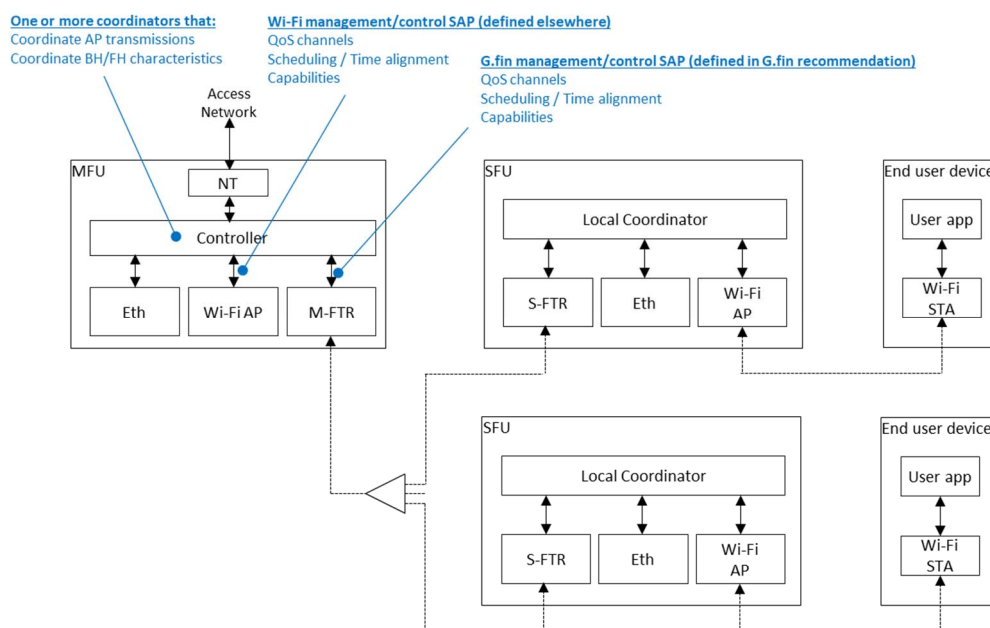 One or more coordinators that:
Coordinate AP transmissions
Coordinate BH/FH characteristics
Wi-Fi management/control SAP (defined elsewhere)
QoS channels
Scheduling / Time alignment
Capabilities
G.fin management/control SAP (defined in G.fin recommendation)
QoS channels
Scheduling / Time alignment
Capabilities
Access
Network
MFU
NT
Controller
Eth
Wi-Fi AP
M-FTR
SFU
Local Coordinator
S-FTR
Eth
Wi-Fi
AP
End user device
User app
Wi-Fi
STA
SFU
Local Coordinator
S-FTR
Eth
Wi-Fi
AP
End user device
User app
Wi-Fi
STA